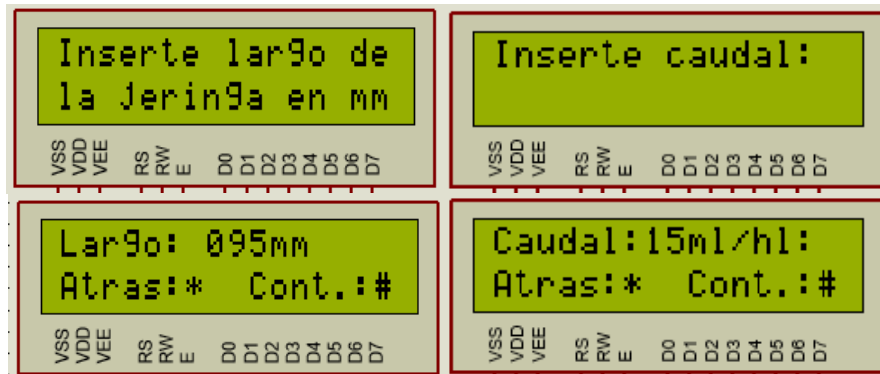 Inserte largo de
la Jeringa en mm
VSS VDD VEE RS RW E D0 D1 D2 D3 D4 D5 D6 D7
Inserte caudal:
VSS VDD VEE RS RW E D0 D1 D2 D3 D4 D5 D6 D7
Largo: 095mm
Atras:* Cont.:#
VSS VDD VEE RS RW E D0 D1 D2 D3 D4 D5 D6 D7
Caudal:15ml/hl:
Atras:* Cont.:#
VSS VDD VEE RS RW E D0 D1 D2 D3 D4 D5 D6 D7